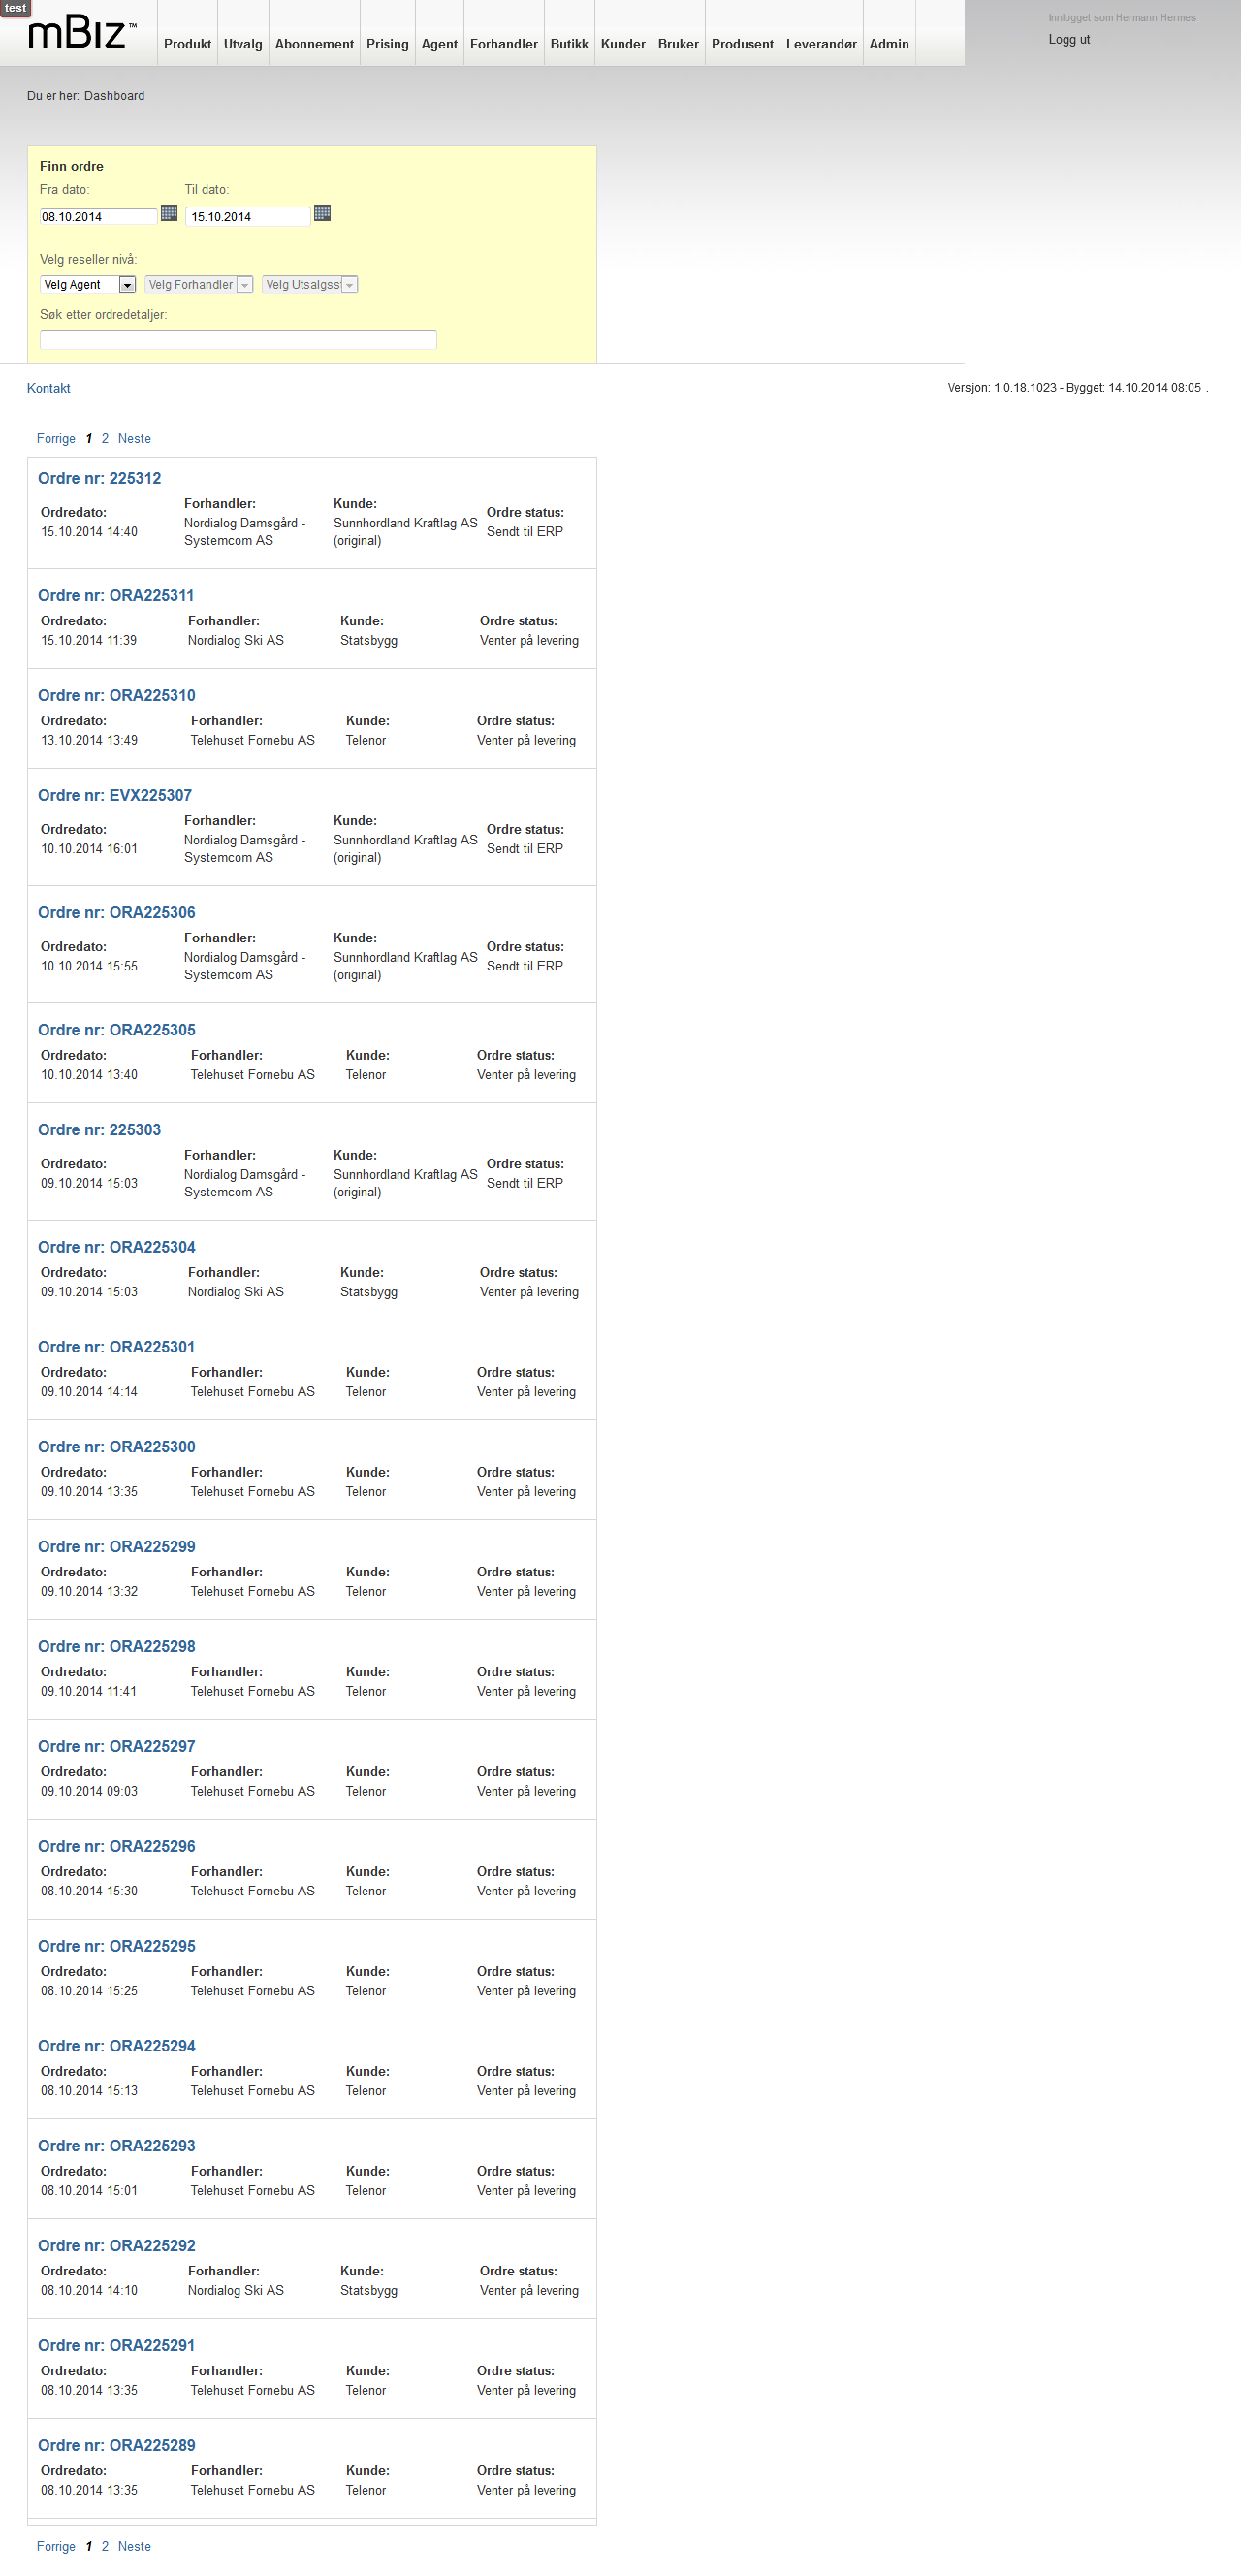 test
mBiz™
Produkt Utvalg Abonnement Prising Agent Forhandler Butikk Kunder Bruker Produsent Leverandør Admin
Innlogget som Hermann Hermes
Logg ut
Du er her: Dashboard
Finn ordre
Fra dato: Til dato:
08.10.2014 15.10.2014
Velg reseller nivå:
Velg Agent Velg Forhandler Velg Utsalgss
Søk etter ordredetaljer:
Kontakt
Versjon: 1.0.18.1023 - Bygget: 14.10.2014 08:05 .
Forrige 1 2 Neste
Ordre nr: 225312
Ordredato: Forhandler: Kunde: Ordre status:
15.10.2014 14:40 Nordialog Damsgård - Sunnhordland Kraftlag AS Sendt til ERP
Systemcom AS (original)
Ordre nr: ORA225311
Ordredato: Forhandler: Kunde: Ordre status:
15.10.2014 11:39 Nordialog Ski AS Statsbygg Venter på levering
Ordre nr: ORA225310
Ordredato: Forhandler: Kunde: Ordre status:
13.10.2014 13:49 Telehuset Fornebu AS Telenor Venter på levering
Ordre nr: EVX225307
Ordredato: Forhandler: Kunde: Ordre status:
10.10.2014 16:01 Nordialog Damsgård - Sunnhordland Kraftlag AS Sendt til ERP
Systemcom AS (original)
Ordre nr: ORA225306
Ordredato: Forhandler: Kunde: Ordre status:
10.10.2014 15:55 Nordialog Damsgård - Sunnhordland Kraftlag AS Sendt til ERP
Systemcom AS (original)
Ordre nr: ORA225305
Ordredato: Forhandler: Kunde: Ordre status:
10.10.2014 13:40 Telehuset Fornebu AS Telenor Venter på levering
Ordre nr: 225303
Ordredato: Forhandler: Kunde: Ordre status:
09.10.2014 15:03 Nordialog Damsgård - Sunnhordland Kraftlag AS Sendt til ERP
Systemcom AS (original)
Ordre nr: ORA225304
Ordredato: Forhandler: Kunde: Ordre status:
09.10.2014 15:03 Nordialog Ski AS Statsbygg Venter på levering
Ordre nr: ORA225301
Ordredato: Forhandler: Kunde: Ordre status:
09.10.2014 14:14 Telehuset Fornebu AS Telenor Venter på levering
Ordre nr: ORA225300
Ordredato: Forhandler: Kunde: Ordre status:
09.10.2014 13:35 Telehuset Fornebu AS Telenor Venter på levering
Ordre nr: ORA225299
Ordredato: Forhandler: Kunde: Ordre status:
09.10.2014 13:32 Telehuset Fornebu AS Telenor Venter på levering
Ordre nr: ORA225298
Ordredato: Forhandler: Kunde: Ordre status:
09.10.2014 11:41 Telehuset Fornebu AS Telenor Venter på levering
Ordre nr: ORA225297
Ordredato: Forhandler: Kunde: Ordre status:
09.10.2014 09:03 Telehuset Fornebu AS Telenor Venter på levering
Ordre nr: ORA225296
Ordredato: Forhandler: Kunde: Ordre status:
08.10.2014 15:30 Telehuset Fornebu AS Telenor Venter på levering
Ordre nr: ORA225295
Ordredato: Forhandler: Kunde: Ordre status:
08.10.2014 15:25 Telehuset Fornebu AS Telenor Venter på levering
Ordre nr: ORA225294
Ordredato: Forhandler: Kunde: Ordre status:
08.10.2014 15:13 Telehuset Fornebu AS Telenor Venter på levering
Ordre nr: ORA225293
Ordredato: Forhandler: Kunde: Ordre status:
08.10.2014 15:01 Telehuset Fornebu AS Telenor Venter på levering
Ordre nr: ORA225292
Ordredato: Forhandler: Kunde: Ordre status:
08.10.2014 14:10 Nordialog Ski AS Statsbygg Venter på levering
Ordre nr: ORA225291
Ordredato: Forhandler: Kunde: Ordre status:
08.10.2014 13:35 Telehuset Fornebu AS Telenor Venter på levering
Ordre nr: ORA225289
Ordredato: Forhandler: Kunde: Ordre status:
08.10.2014 13:35 Telehuset Fornebu AS Telenor Venter på levering
Forrige 1 2 Neste